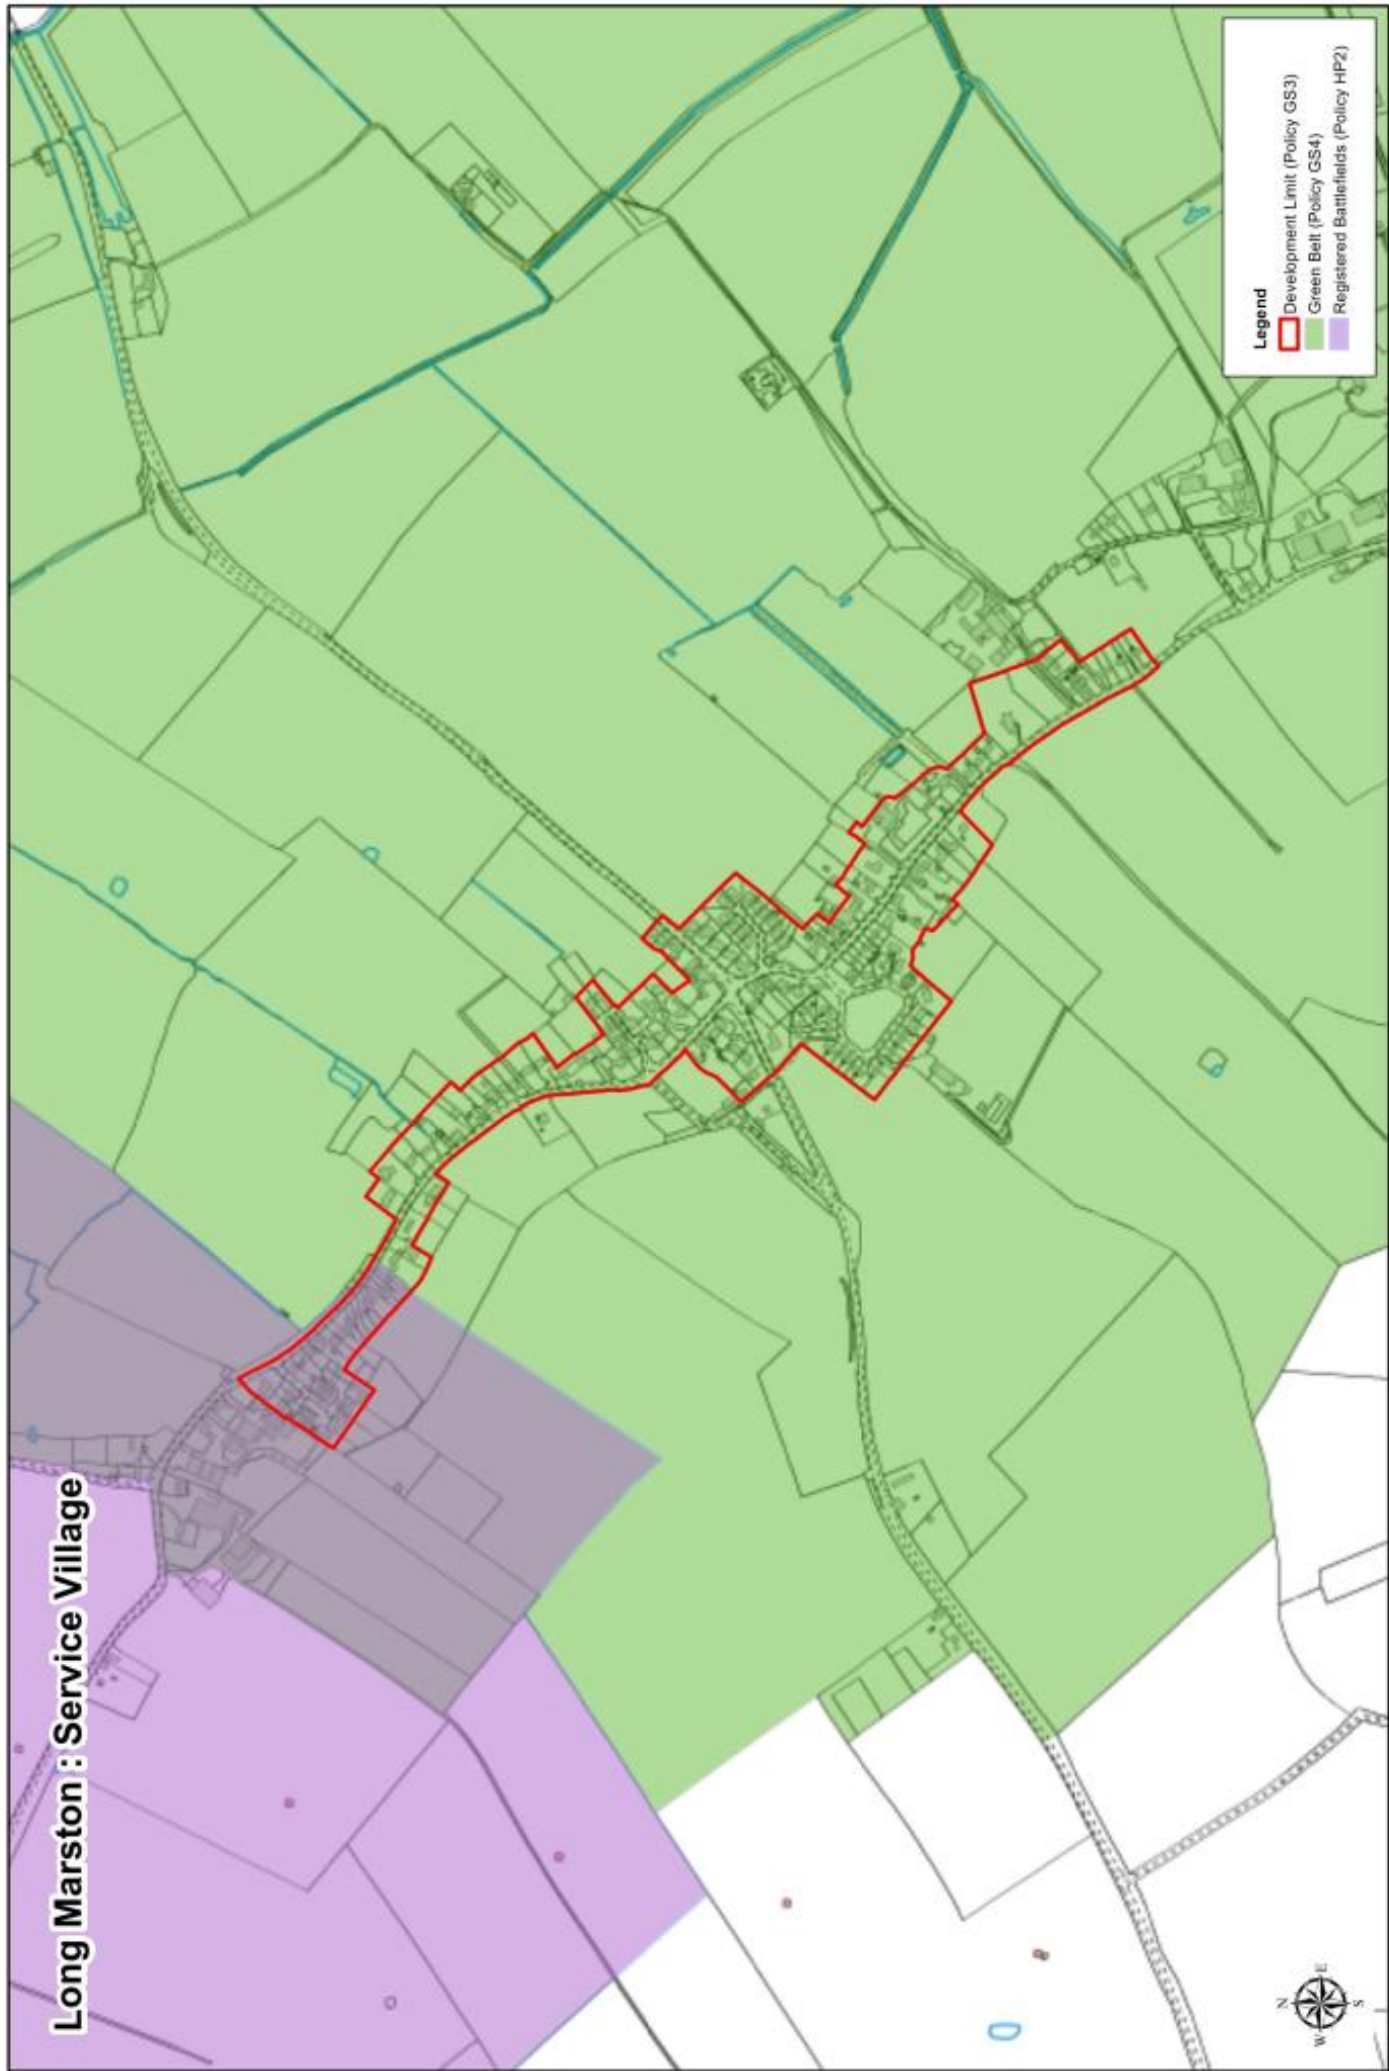 Long Marston : Service Village
Legend
Development Limit (Policy GS3)
Green Belt (Policy GS4)
Registered Battlefields (Policy HP2)
N
W
E
S